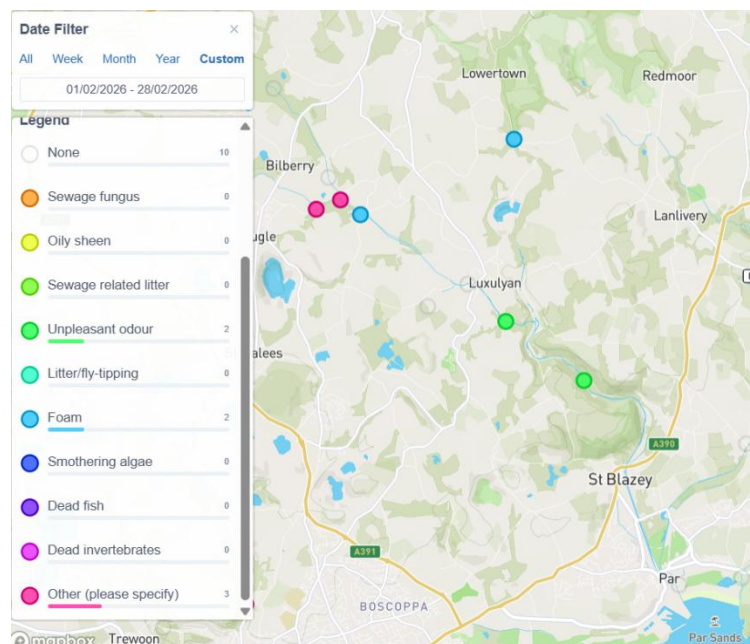 Date Filter ×
All Week Month Year Custom
01/02/2026 - 28/02/2026
Legend
None 10
Sewage fungus 0
Oily sheen 0
Sewage related litter 0
Unpleasant odour 2
Litter/fly-tipping 0
Foam 2
Smothering algae 0
Dead fish 0
Dead invertebrates 0
Other (please specify) 3
mapbox
Lowertown
Redmoor
Bilberry
Lanlivery
ugle
Luxulyan
alees
A390
St Blazey
A391
Par
BOSCOPPA
Trewoon
Par Sands